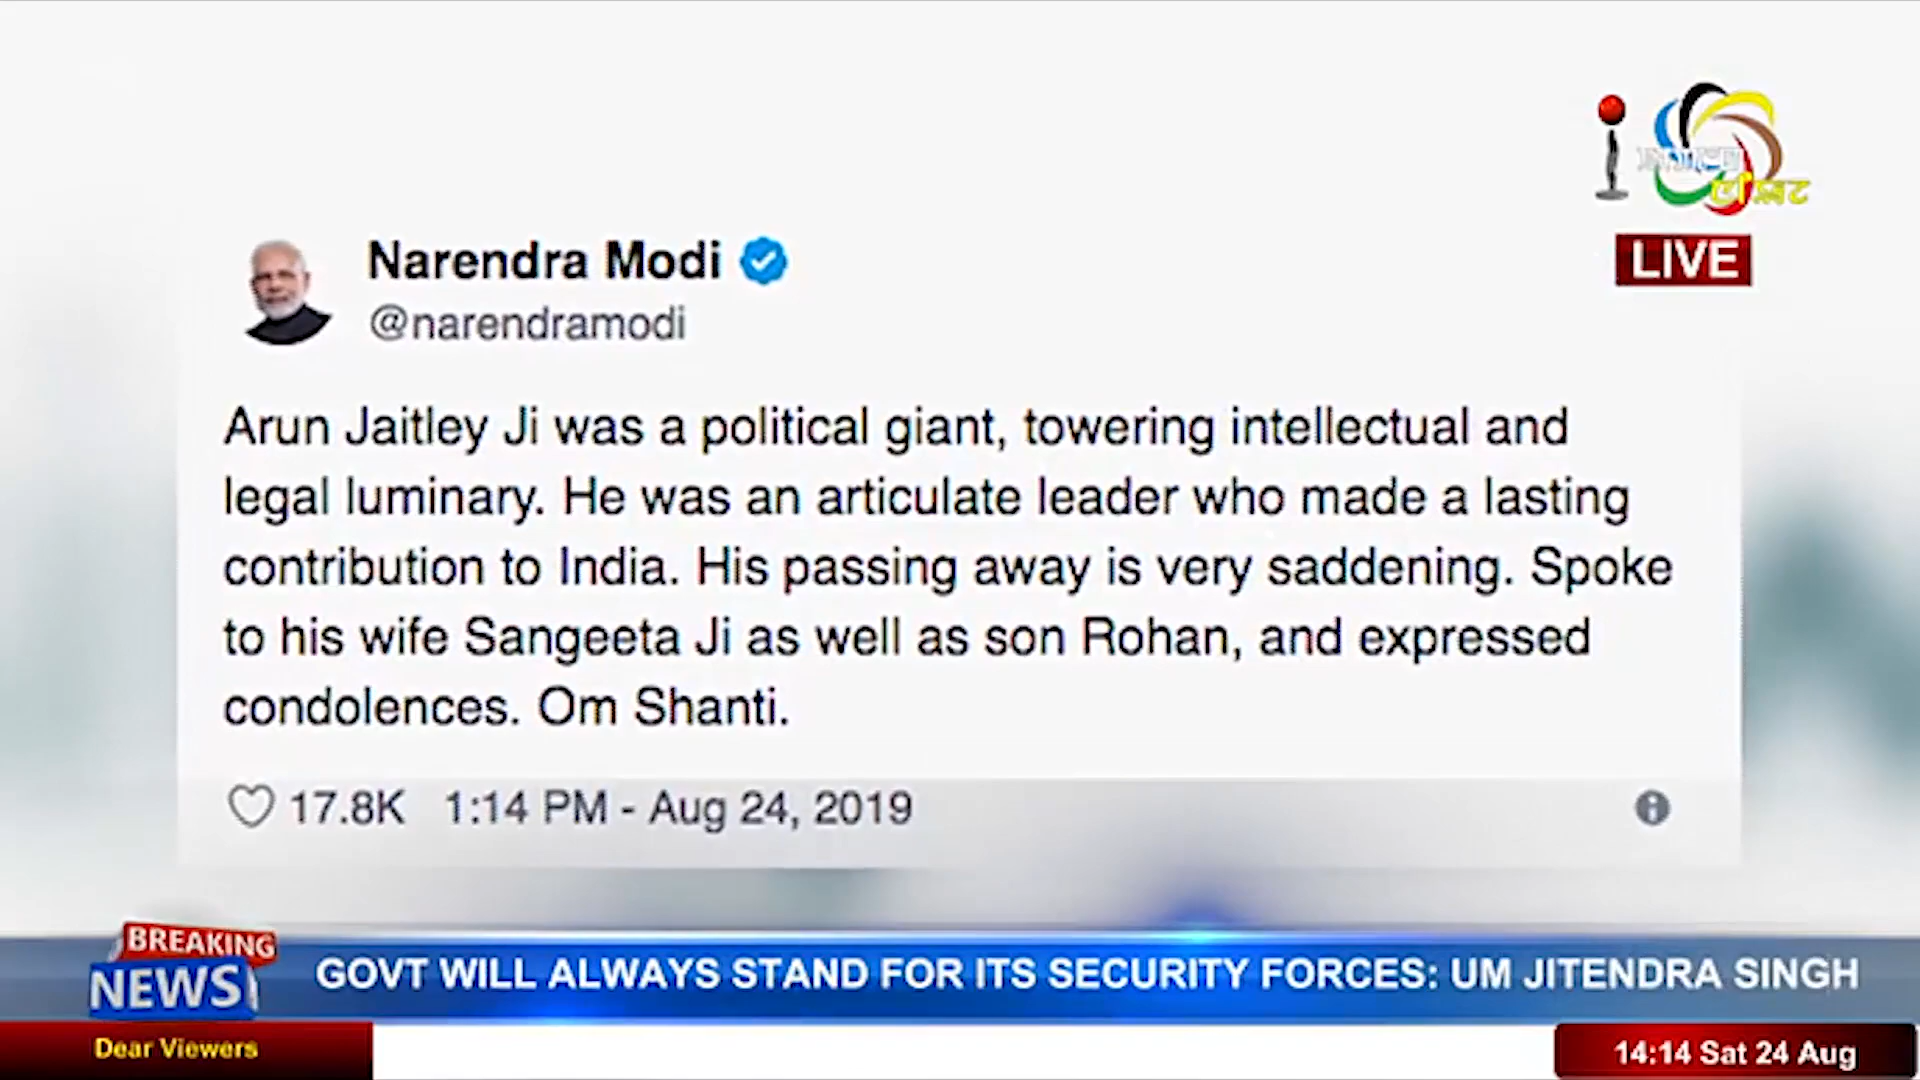 LIVE
Narendra Modi
@narendramodi
Arun Jaitley Ji was a political giant, towering intellectual and
legal luminary. He was an articulate leader who made a lasting
contribution to India. His passing away is very saddening. Spoke
to his wife Sangeeta Ji as well as son Rohan, and expressed
condolences. Om Shanti.
17.8K 1:14 PM - Aug 24, 2019
BREAKING
NEWS
GOVT WILL ALWAYS STAND FOR ITS SECURITY FORCES: UM JITENDRA SINGH
Dear Viewers
14:14 Sat 24 Aug